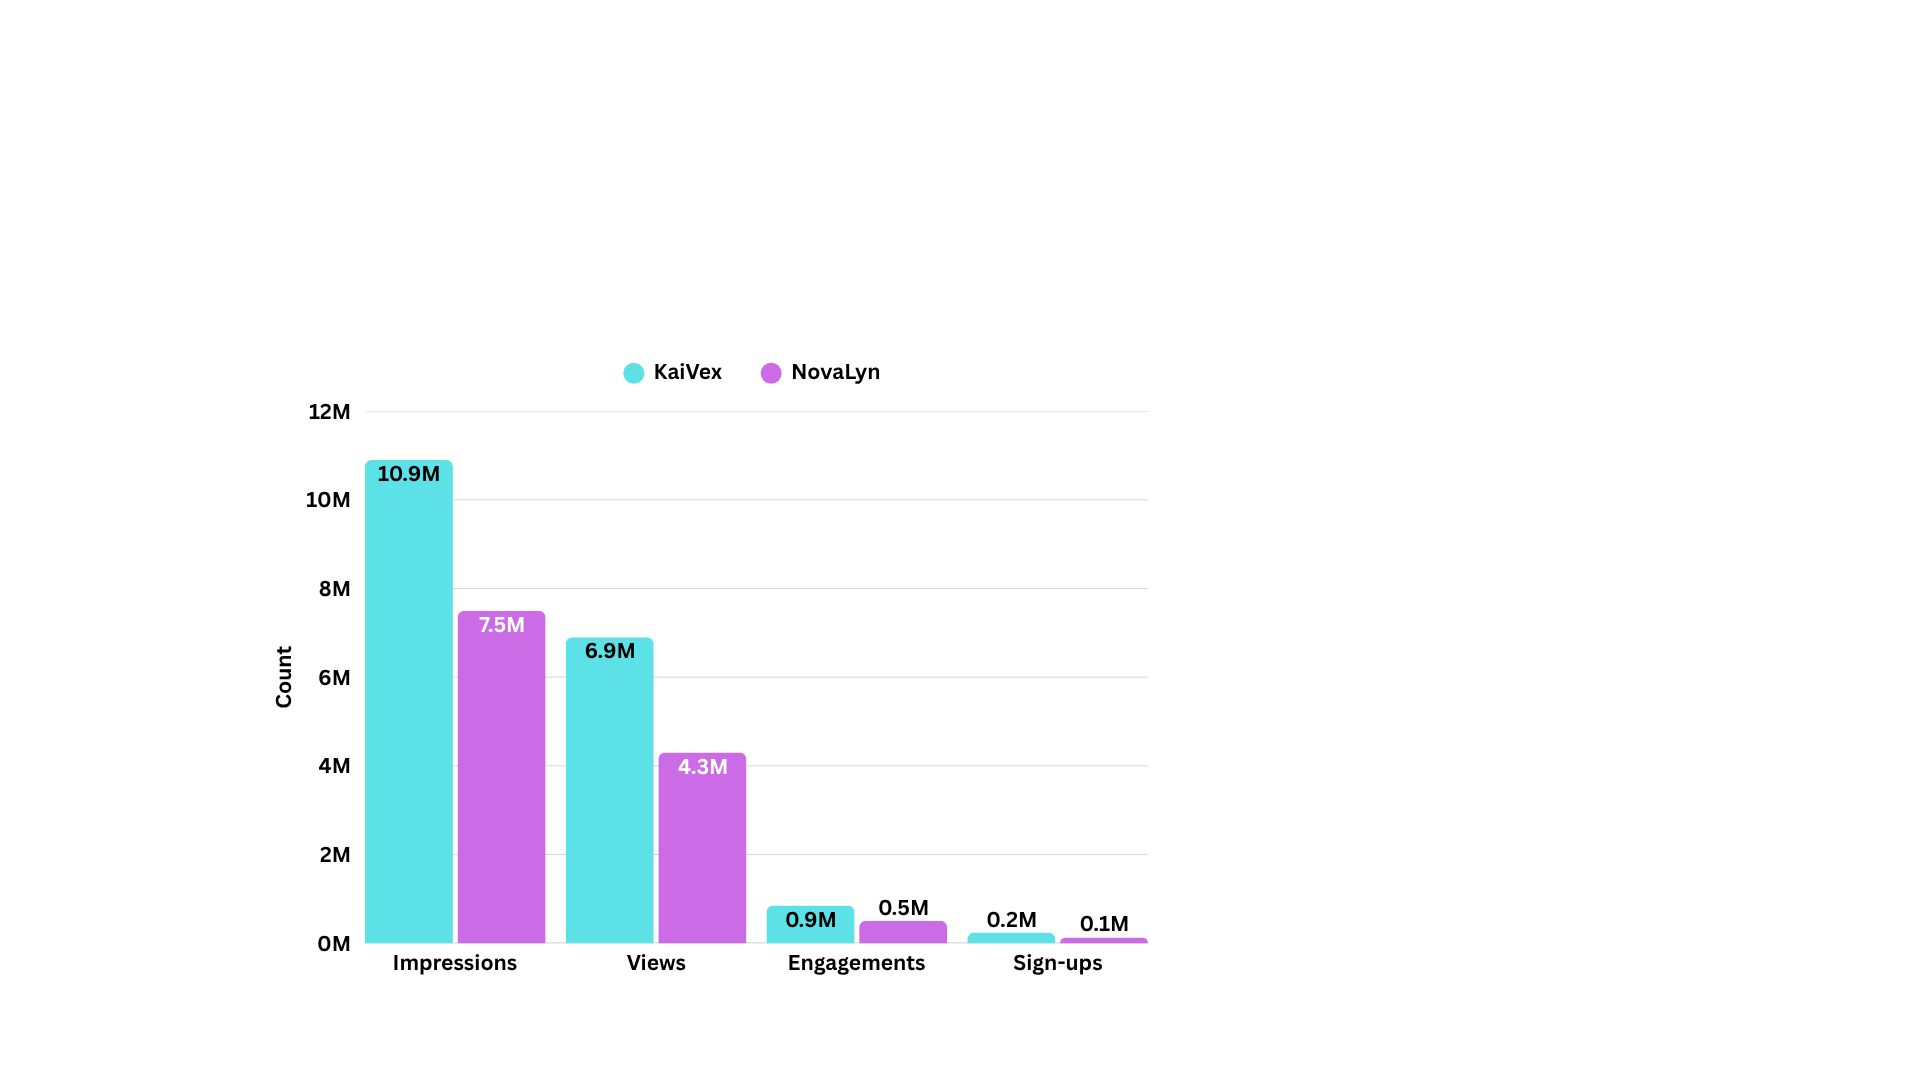 KaiVex NovaLyn
12M
10M
8M
6M
4M
2M
0M
Count
10.9M
7.5M
6.9M
4.3M
0.9M
0.5M
0.2M
0.1M
Impressions Views Engagements Sign-ups